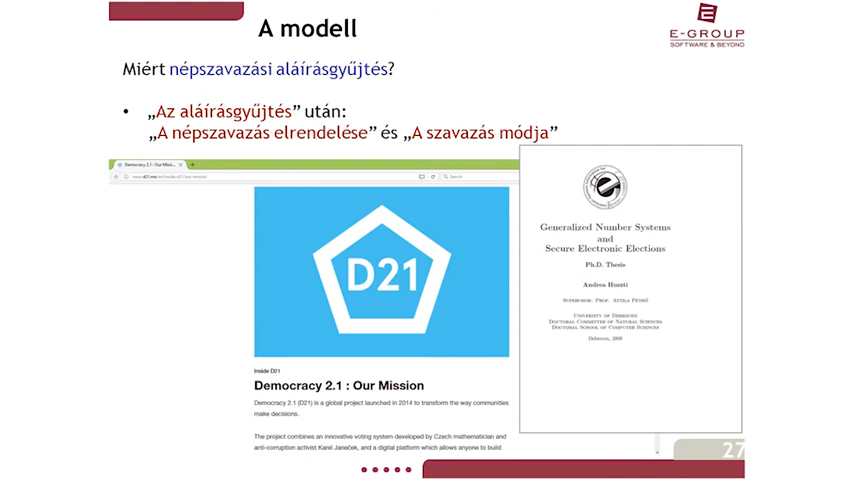 A modell
E-GROUP
SOFTWARE & BEYOND
Miért népszavazási aláírásgyűjtés?
• „Az aláírásgyűjtés” után:
„A népszavazás elrendelése” és „A szavazás módja”
Democracy 2.1 : Our Miss...
Search
D21
Inside D21
Democracy 2.1 : Our Mission
Democracy 2.1 (D21) is a global project launched in 2014 to transform the way communities
make decisions.
The project combines an innovative voting system developed by Czech mathematician and
anti-corruption activist Karel Janeček, and a digital platform which allows anyone to build
Generalized Number Systems
and
Secure Electronic Elections
Ph.D. Thesis
Andrea Huszti
Supervisor: Prof. Attila Pethő
University of Debrecen
Doctoral Committee of Natural Sciences
Doctoral School of Computer Sciences
Debrecen, 2008
27